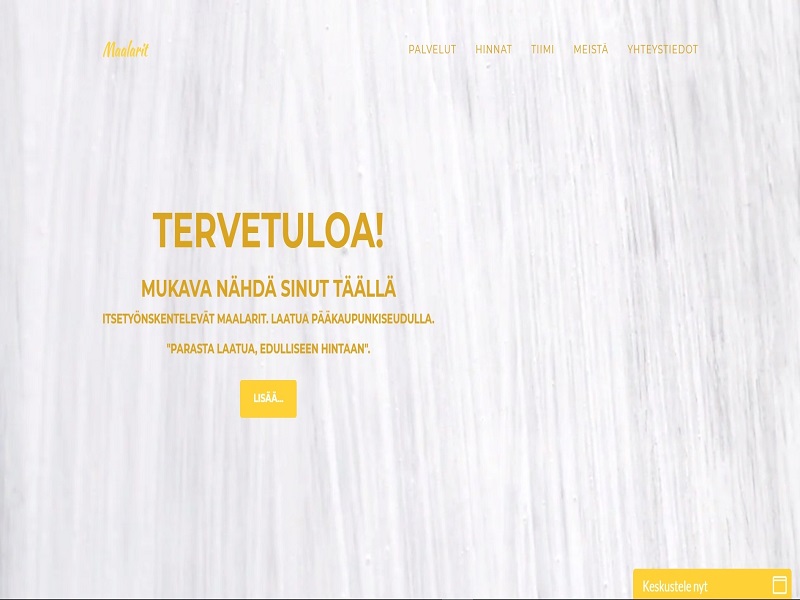 Maalarit
PALVELUT HINNAT TIIMI MEISTÄ YHTEYSTIEDOT
TERVETULOA!
MUKAVA NÄHDÄ SINUT TÄÄLLÄ
ITSETYÖNSKENTELEVÄT MAALARIT. LAATUA PÄÄKAUPUNKISEUDULLA.
"PARASTA LAATUA, EDULLISEEN HINTAAN".
LISÄÄ...
Keskustele nyt